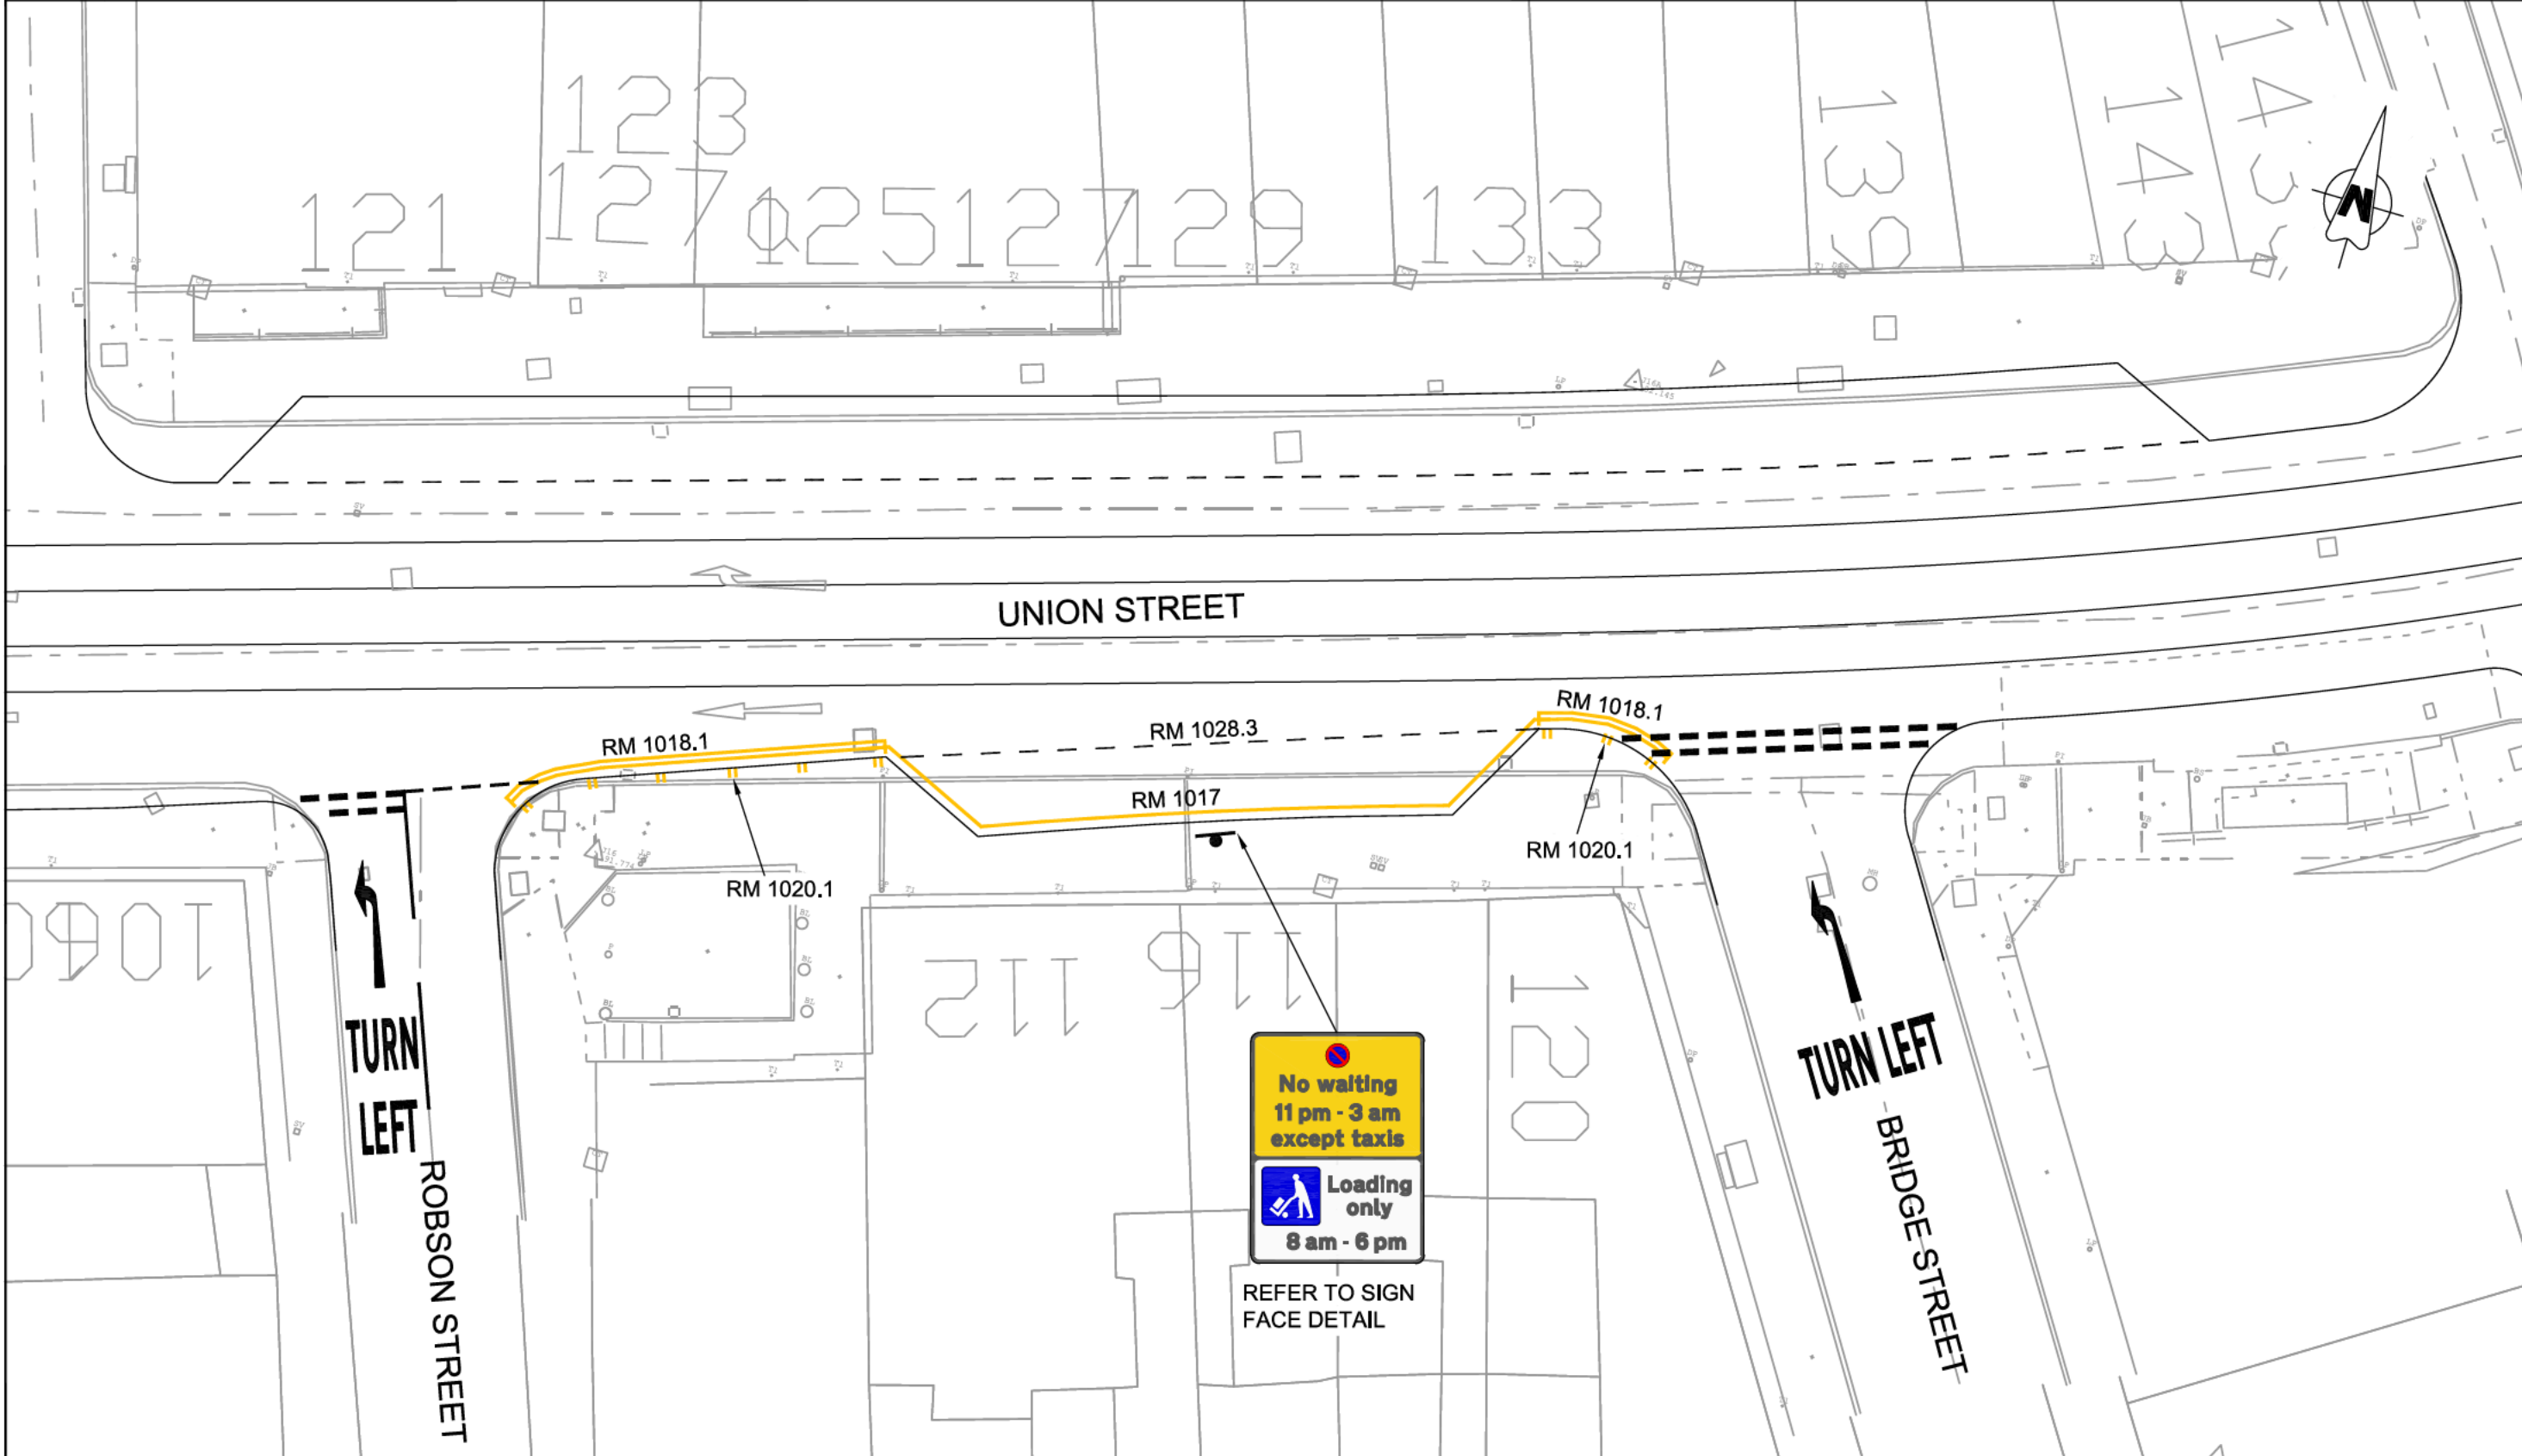 123
127a
121
125
127
129
133
139
143
143
N
UNION STREET
RM 1018.1
RM 1028.3
RM 1018.1
RM 1017
RM 1020.1
RM 1020.1
106
112
116
120
TURN
LEFT
TURN LEFT
No waiting
11 pm - 3 am
except taxis
Loading
only
8 am - 6 pm
REFER TO SIGN
FACE DETAIL
ROBSON STREET
BRIDGE STREET